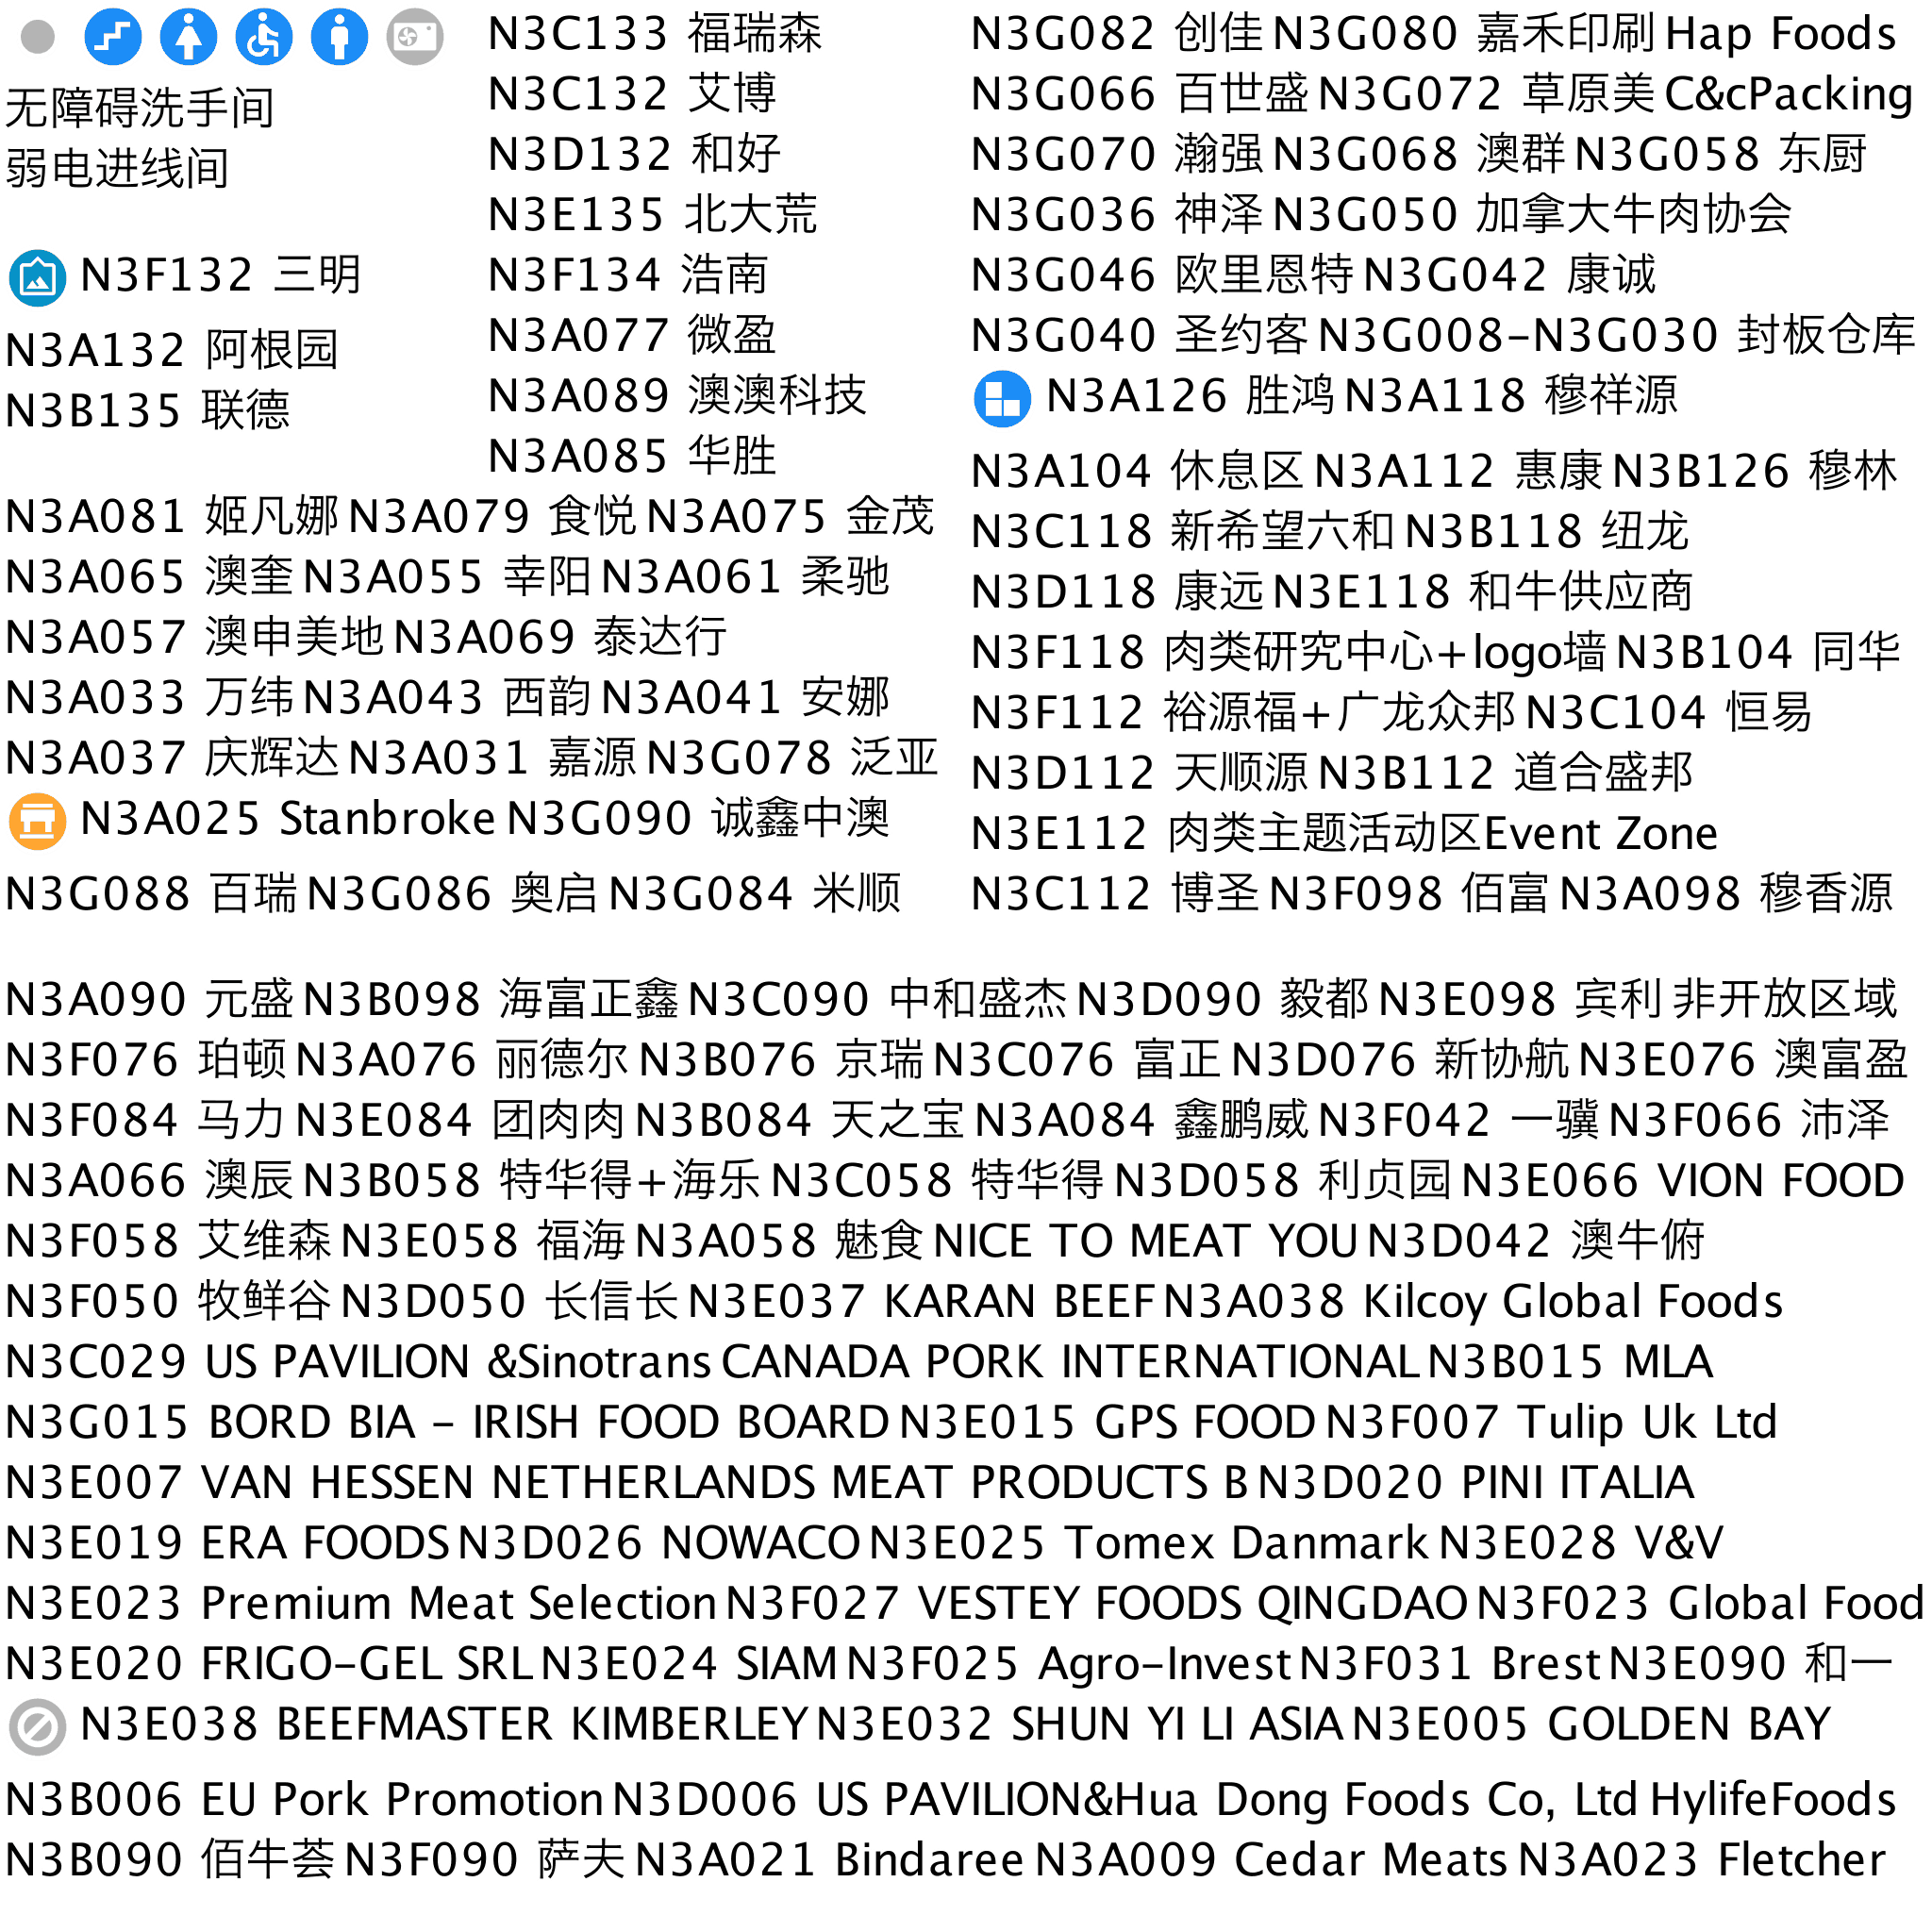 无障碍洗手间
弱电进线间
N3F132 三明
N3A132 阿根园
N3B135 联德
N3C133 福瑞森
N3C132 艾博
N3D132 和好
N3E135 北大荒
N3F134 浩南
N3A077 微盈
N3A089 澳澳科技
N3A085 华胜
N3A081 姬凡娜 N3A079 食悦 N3A075 金茂
N3A065 澳奎 N3A055 幸阳 N3A061 柔驰
N3A057 澳申美地 N3A069 泰达行
N3A033 万纬 N3A043 西韵 N3A041 安娜
N3A037 庆辉达 N3A031 嘉源 N3G078 泛亚
N3A025 Stanbroke N3G090 诚鑫中澳
N3G088 百瑞 N3G086 奥启 N3G084 米顺
N3G082 创佳 N3G080 嘉禾印刷 Hap Foods
N3G066 百世盛 N3G072 草原美 C&cPacking
N3G070 瀚强 N3G068 澳群 N3G058 东厨
N3G036 神泽 N3G050 加拿大牛肉协会
N3G046 欧里恩特 N3G042 康诚
N3G040 圣约客 N3G008-N3G030 封板仓库
N3A126 胜鸿 N3A118 穆祥源
N3A104 休息区 N3A112 惠康 N3B126 穆林
N3C118 新希望六和 N3B118 纽龙
N3D118 康远 N3E118 和牛供应商
N3F118 肉类研究中心+logo墙 N3B104 同华
N3F112 裕源福+广龙众邦 N3C104 恒易
N3D112 天顺源 N3B112 道合盛邦
N3E112 肉类主题活动区Event Zone
N3C112 博圣 N3F098 佰富 N3A098 穆香源
N3A090 元盛 N3B098 海富正鑫 N3C090 中和盛杰 N3D090 毅都 N3E098 宾利 非开放区域
N3F076 珀顿 N3A076 丽德尔 N3B076 京瑞 N3C076 富正 N3D076 新协航 N3E076 澳富盈
N3F084 马力 N3E084 团肉肉 N3B084 天之宝 N3A084 鑫鹏威 N3F042 一骥 N3F066 沛泽
N3A066 澳辰 N3B058 特华得+海乐 N3C058 特华得 N3D058 利贞园 N3E066 VION FOOD
N3F058 艾维森 N3E058 福海 N3A058 魅食 NICE TO MEAT YOU N3D042 澳牛俯
N3F050 牧鲜谷 N3D050 长信长 N3E037 KARAN BEEF N3A038 Kilcoy Global Foods
N3C029 US PAVILION &Sinotrans CANADA PORK INTERNATIONAL N3B015 MLA
N3G015 BORD BIA - IRISH FOOD BOARD N3E015 GPS FOOD N3F007 Tulip Uk Ltd
N3E007 VAN HESSEN NETHERLANDS MEAT PRODUCTS B N3D020 PINI ITALIA
N3E019 ERA FOODS N3D026 NOWACO N3E025 Tomex Danmark N3E028 V&V
N3E023 Premium Meat Selection N3F027 VESTEY FOODS QINGDAO N3F023 Global Food
N3E020 FRIGO-GEL SRL N3E024 SIAM N3F025 Agro-Invest N3F031 Brest N3E090 和一
N3E038 BEEFMASTER KIMBERLEY N3E032 SHUN YI LI ASIA N3E005 GOLDEN BAY
N3B006 EU Pork Promotion N3D006 US PAVILION&Hua Dong Foods Co, Ltd HylifeFoods
N3B090 佰牛荟 N3F090 萨夫 N3A021 Bindaree N3A009 Cedar Meats N3A023 Fletcher